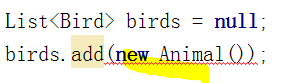 List<Bird> birds = null;
birds.add(new Animal());